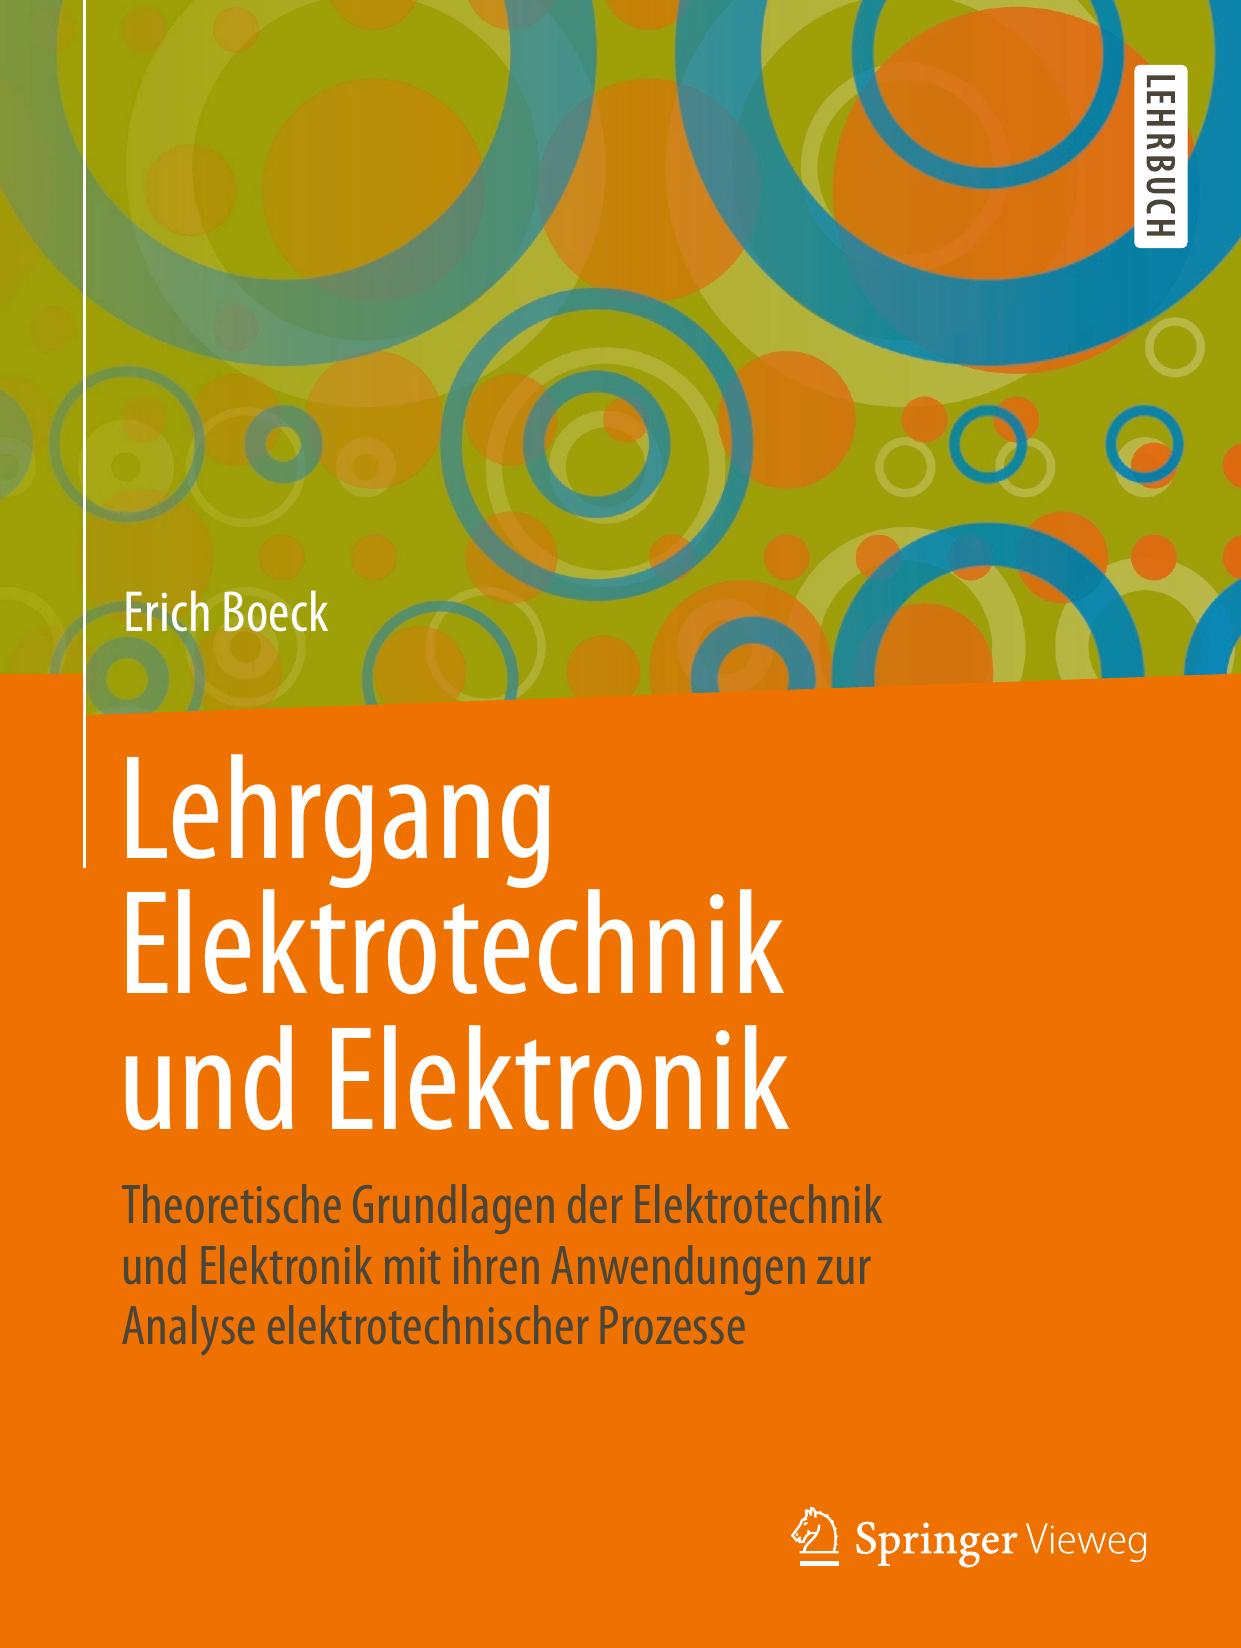 LEHRBUCH
Erich Boeck
Lehrgang
Elektrotechnik
und Elektronik
Theoretische Grundlagen der Elektrotechnik
und Elektronik mit ihren Anwendungen zur
Analyse elektrotechnischer Prozesse
Springer Vieweg